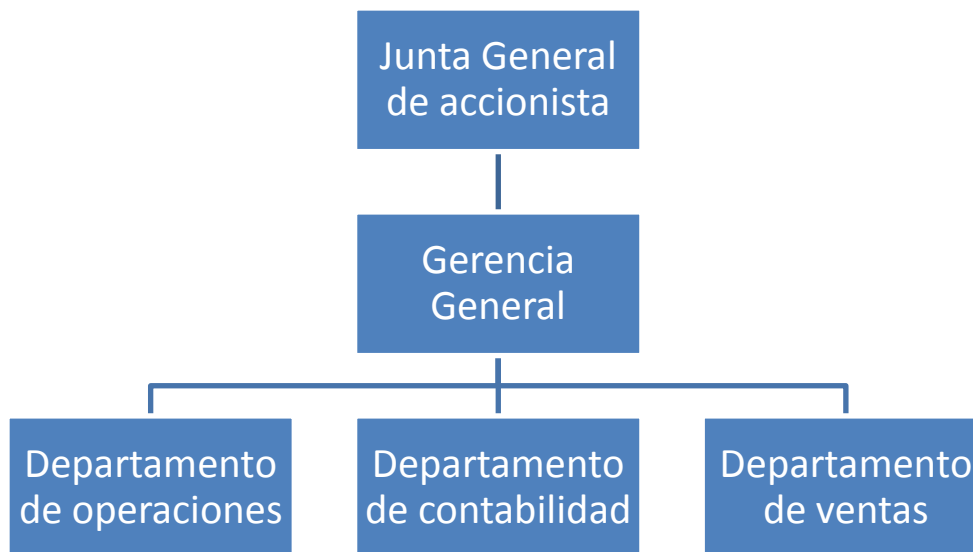 Junta General
de accionista
Gerencia
General
Departamento
de operaciones
Departamento
de contabilidad
Departamento
de ventas